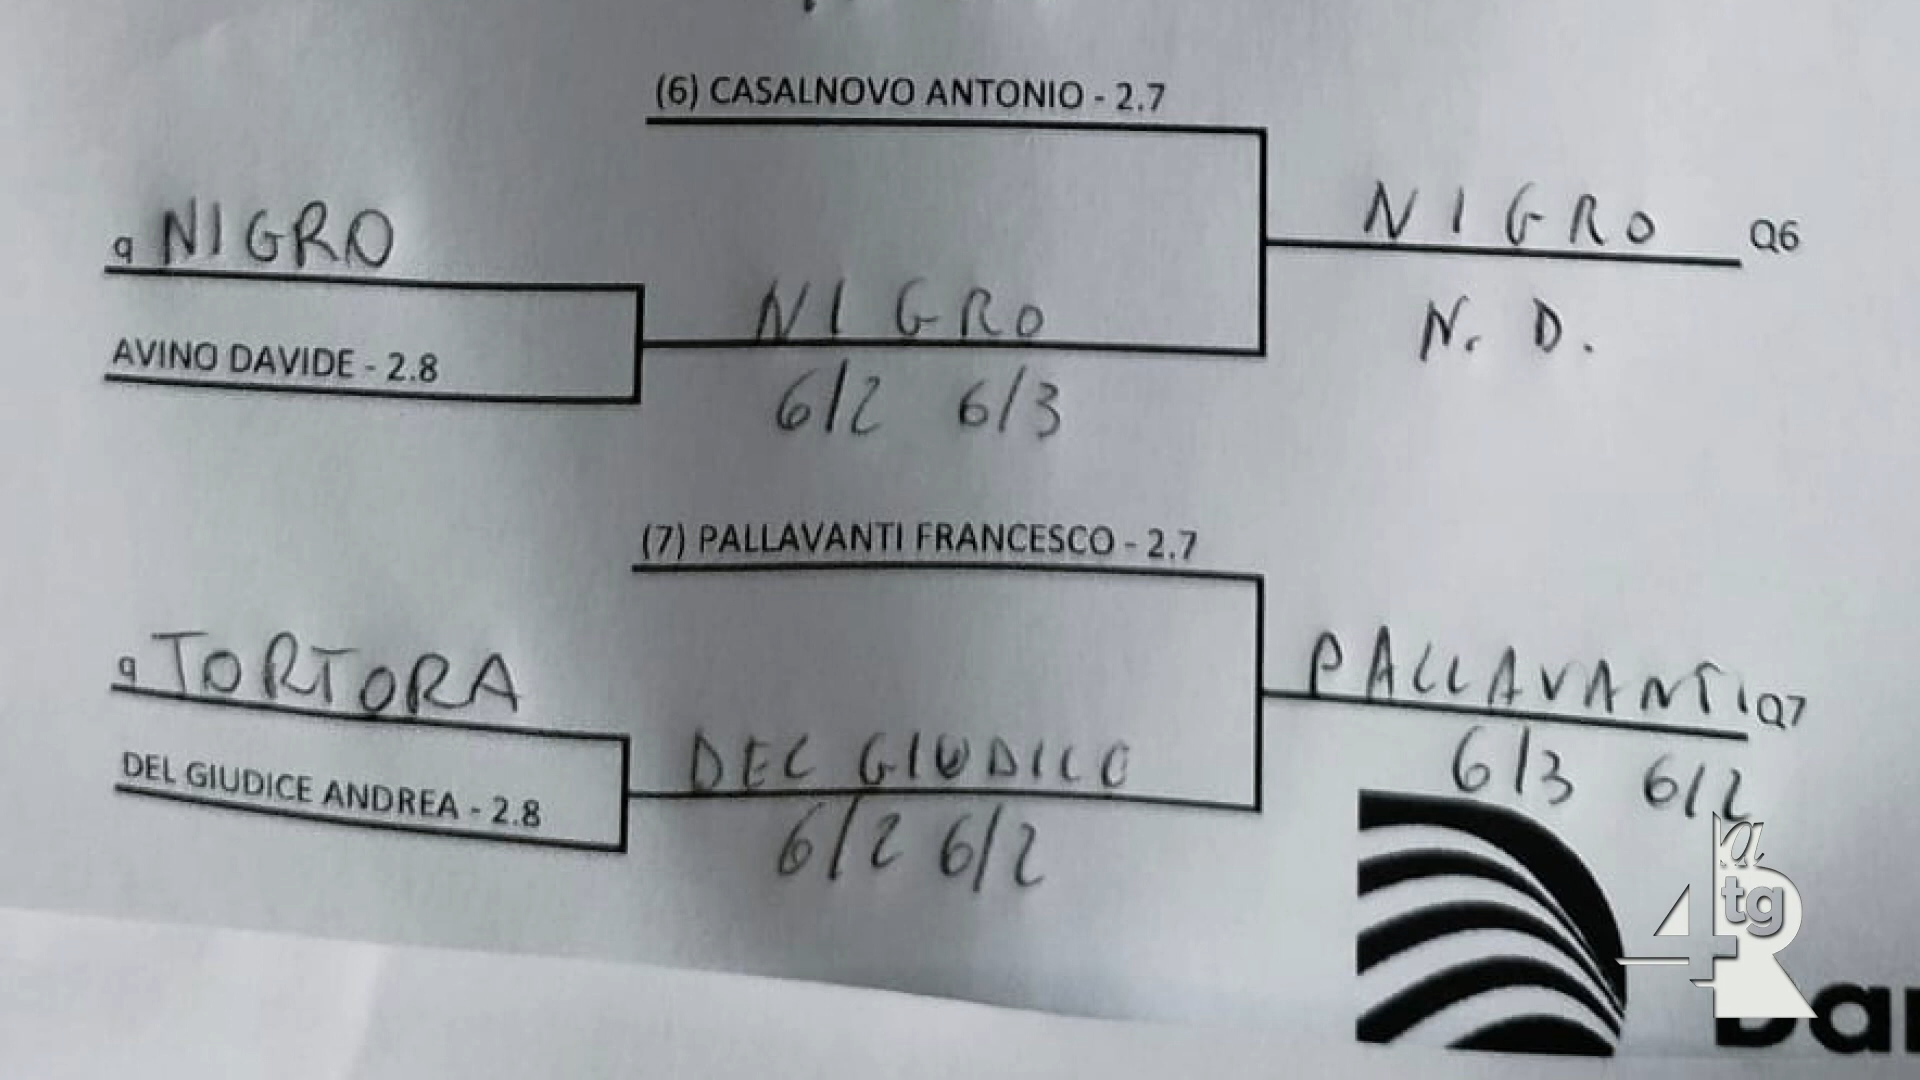 (6) CASALNOVO ANTONIO - 2.7
q NIGRO
NIGRO Q6
AVINO DAVIDE - 2.8
NIGRO
N. D.
6/2 6/3
(7) PALLAVANTI FRANCESCO - 2.7
q TORTORA
PALLAVANTI Q7
DEL GIUDICE ANDREA - 2.8
DEL GIUDICE
6/3 6/2
6/2 6/2
la
tg
4R